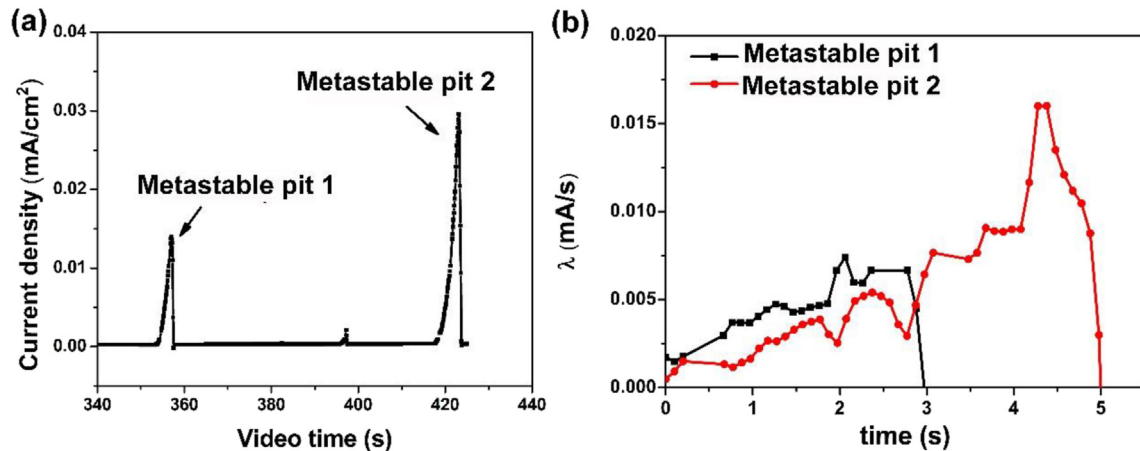 (a)
0.04
0.03
0.02
0.01
0.00
Current density (mA/cm²)
Metastable pit 2
Metastable pit 1
340 360 380 400 420 440
Video time (s)
(b)
0.020
0.015
0.010
0.005
0.000
λ (mA/s)
Metastable pit 1
Metastable pit 2
0 1 2 3 4 5
time (s)